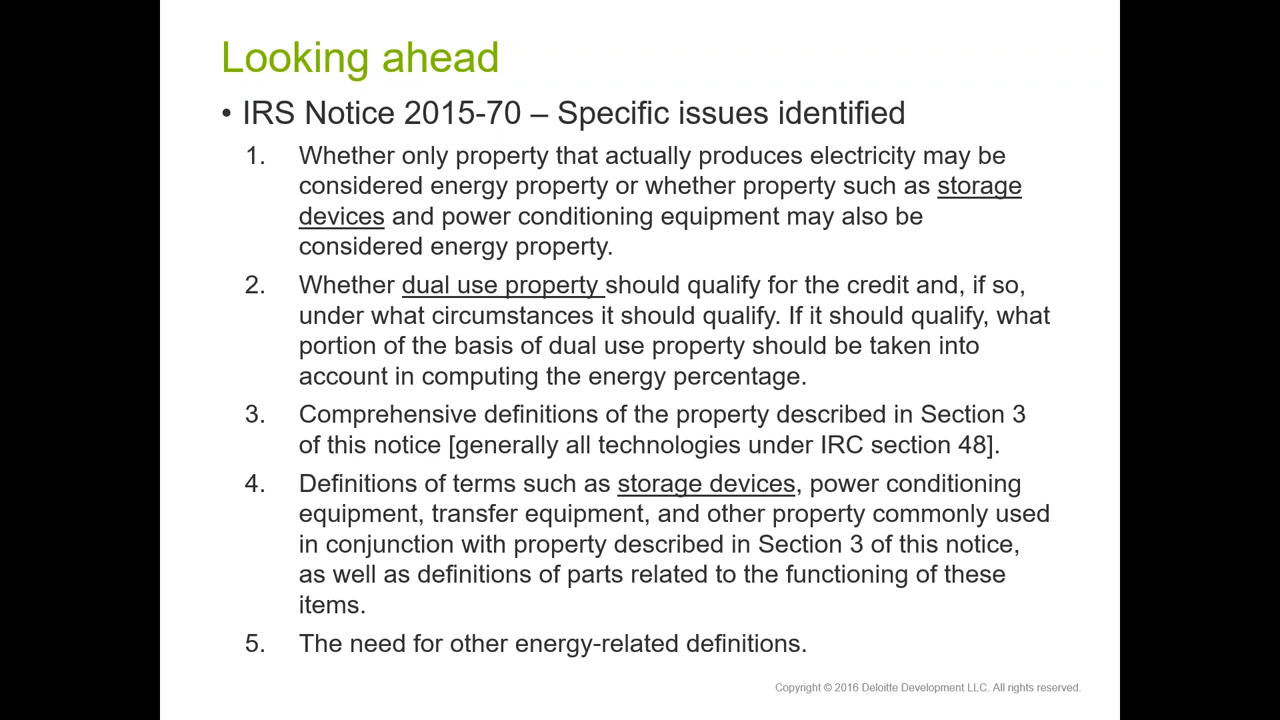 Looking ahead
• IRS Notice 2015-70 – Specific issues identified
1. Whether only property that actually produces electricity may be
considered energy property or whether property such as storage
devices and power conditioning equipment may also be
considered energy property.
2. Whether dual use property should qualify for the credit and, if so,
under what circumstances it should qualify. If it should qualify, what
portion of the basis of dual use property should be taken into
account in computing the energy percentage.
3. Comprehensive definitions of the property described in Section 3
of this notice [generally all technologies under IRC section 48].
4. Definitions of terms such as storage devices, power conditioning
equipment, transfer equipment, and other property commonly used
in conjunction with property described in Section 3 of this notice,
as well as definitions of parts related to the functioning of these
items.
5. The need for other energy-related definitions.
Copyright © 2016 Deloitte Development LLC. All rights reserved.